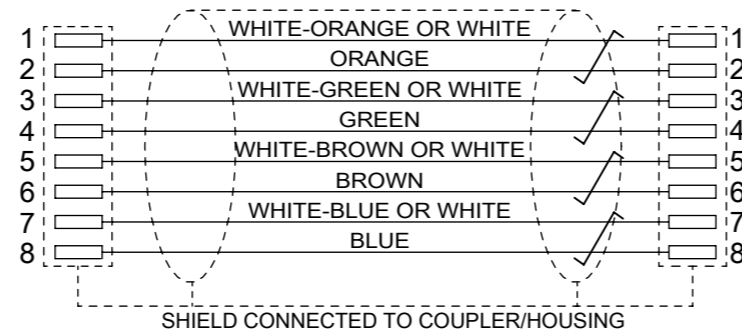 1 WHITE-ORANGE OR WHITE 1
2 ORANGE 2
3 WHITE-GREEN OR WHITE 3
4 GREEN 4
5 WHITE-BROWN OR WHITE 5
6 BROWN 6
7 WHITE-BLUE OR WHITE 7
8 BLUE 8
SHIELD CONNECTED TO COUPLER/HOUSING